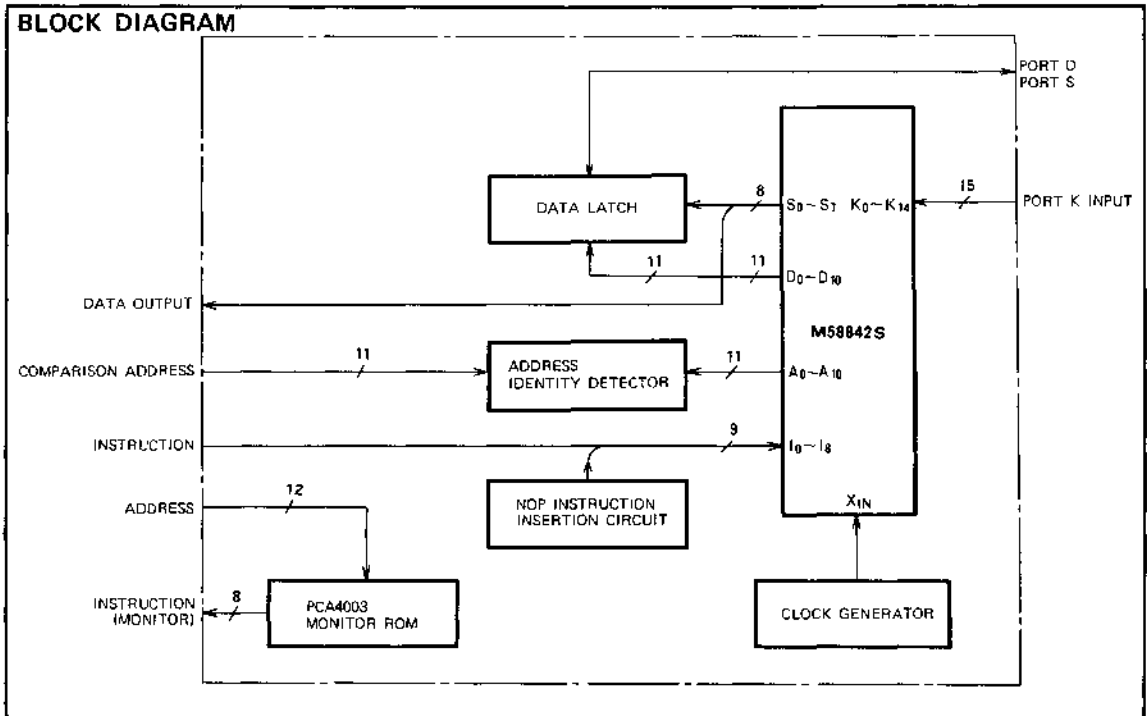 BLOCK DIAGRAM
PORT D
PORT S
8
15
DATA LATCH
S₀~S₇ K₀~K₁₄
PORT K INPUT
11
11
D₀~D₁₀
DATA OUTPUT
M58842S
11
ADDRESS
11
COMPARISON ADDRESS
IDENTITY DETECTOR
A₀~A₁₀
9
INSTRUCTION
I₀~I₈
12
NOP INSTRUCTION
ADDRESS
INSERTION CIRCUIT
X_IN
8
INSTRUCTION
(MONITOR)
PCA4003
MONITOR ROM
CLOCK GENERATOR